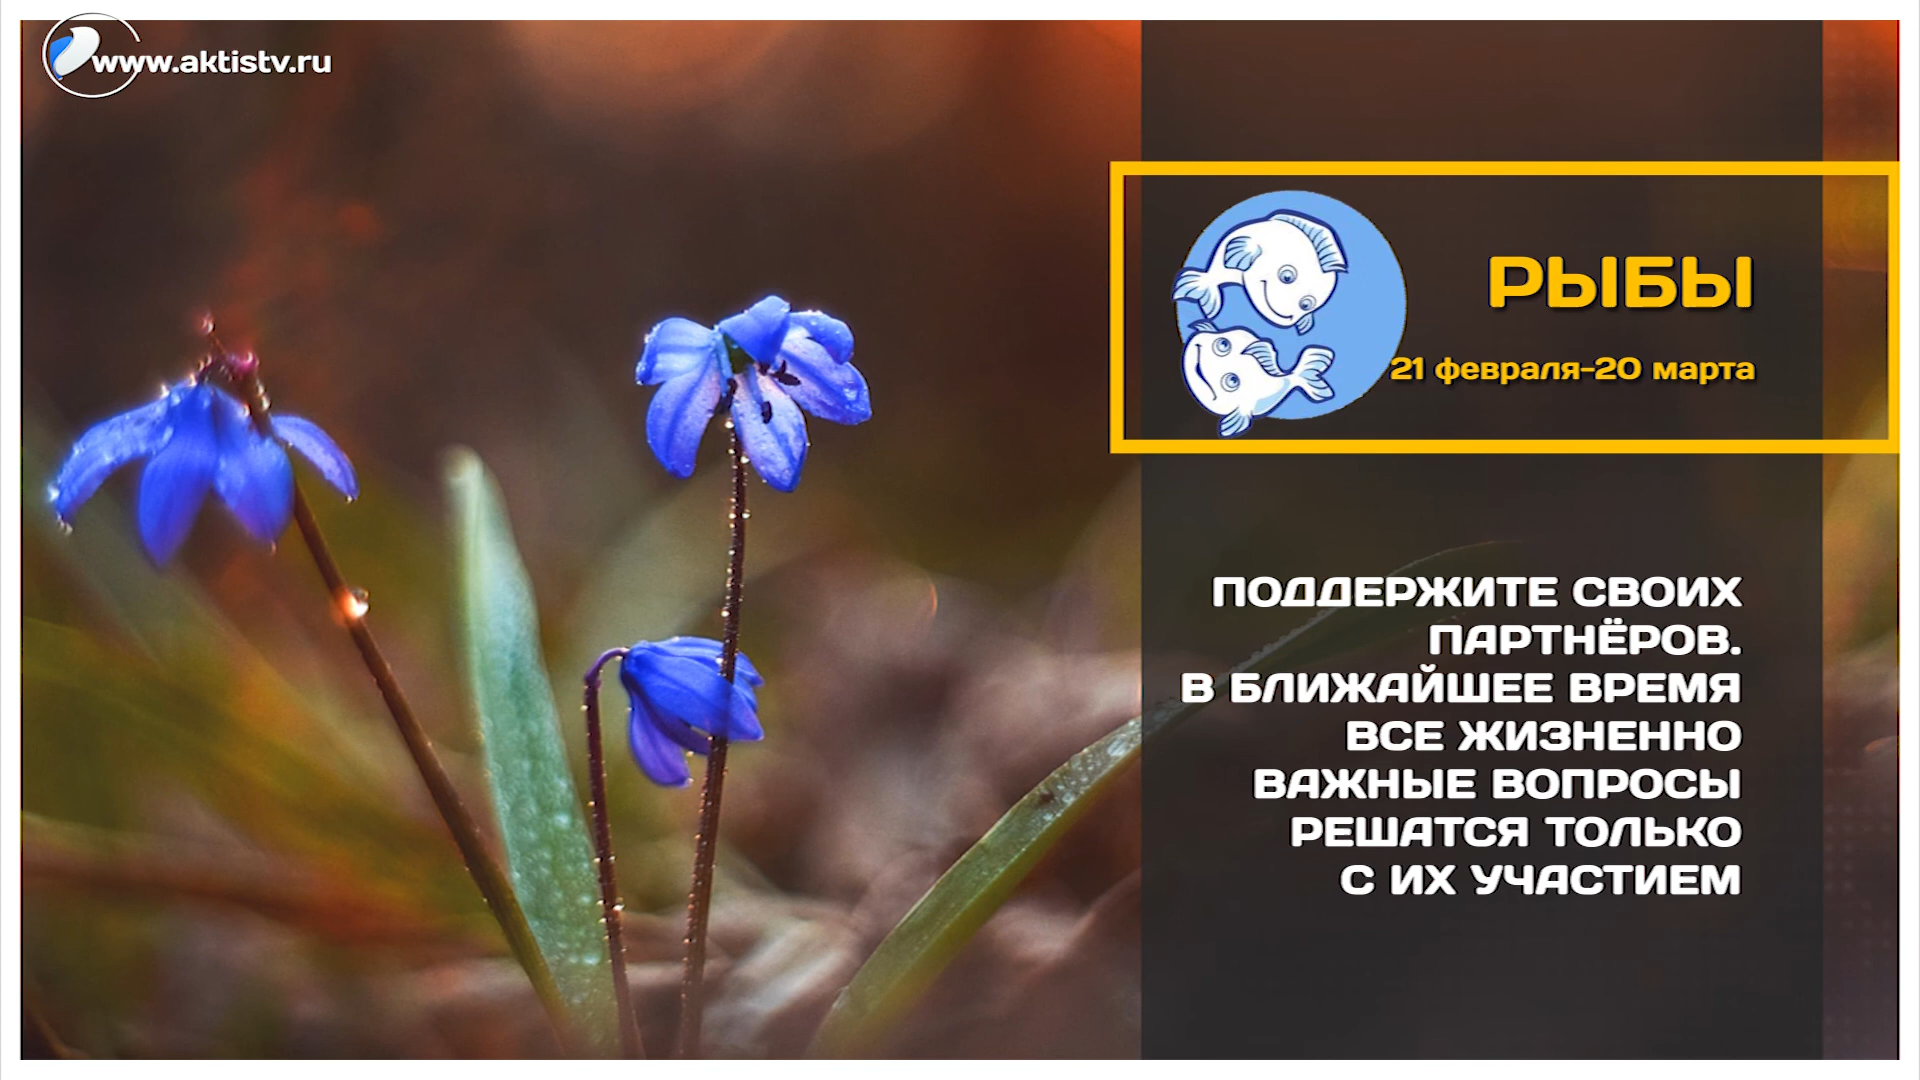 www.aktistv.ru
РЫБЫ
21 февраля-20 марта
ПОДДЕРЖИТЕ СВОИХ
ПАРТНЁРОВ.
В БЛИЖАЙШЕЕ ВРЕМЯ
ВСЕ ЖИЗНЕННО
ВАЖНЫЕ ВОПРОСЫ
РЕШАТСЯ ТОЛЬКО
С ИХ УЧАСТИЕМ